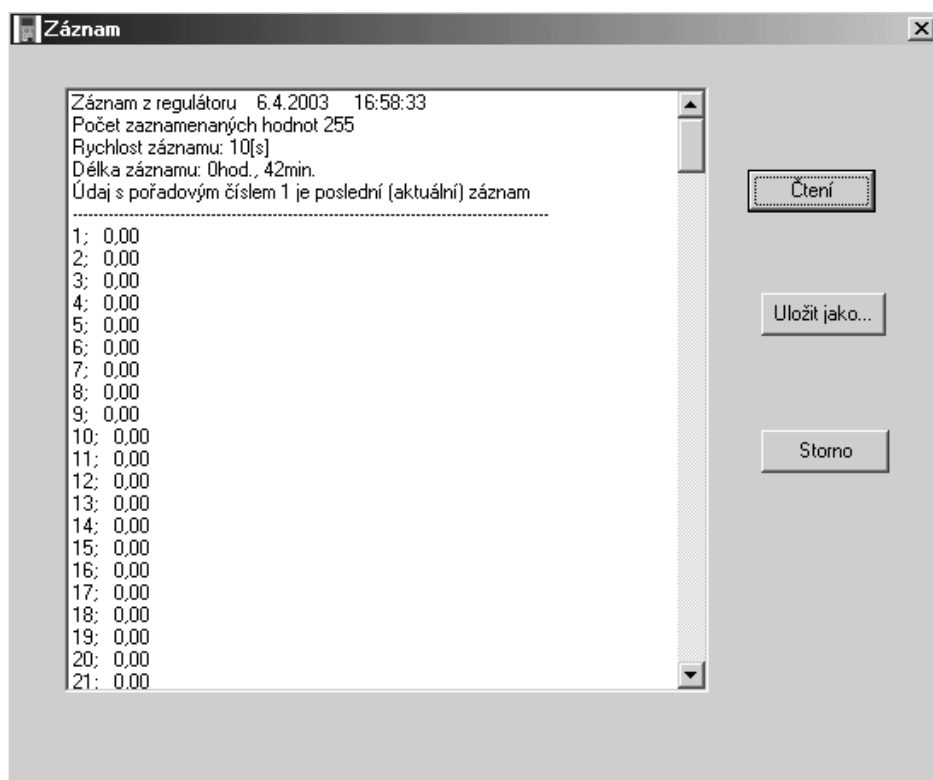 Záznam
Záznam z regulátoru 6.4.2003 16:58:33
Počet zaznamenaných hodnot 255
Rychlost záznamu: 10[s]
Délka záznamu: 0hod., 42min.
Údaj s pořadovým číslem 1 je poslední (aktuální) záznam
--------------------------------------------------------------------------------------------
1; 0,00
2; 0,00
3; 0,00
4; 0,00
5; 0,00
6; 0,00
7; 0,00
8; 0,00
9; 0,00
10; 0,00
11; 0,00
12; 0,00
13; 0,00
14; 0,00
15; 0,00
16; 0,00
17; 0,00
18; 0,00
19; 0,00
20; 0,00
21; 0,00
Čtení
Uložit jako...
Storno